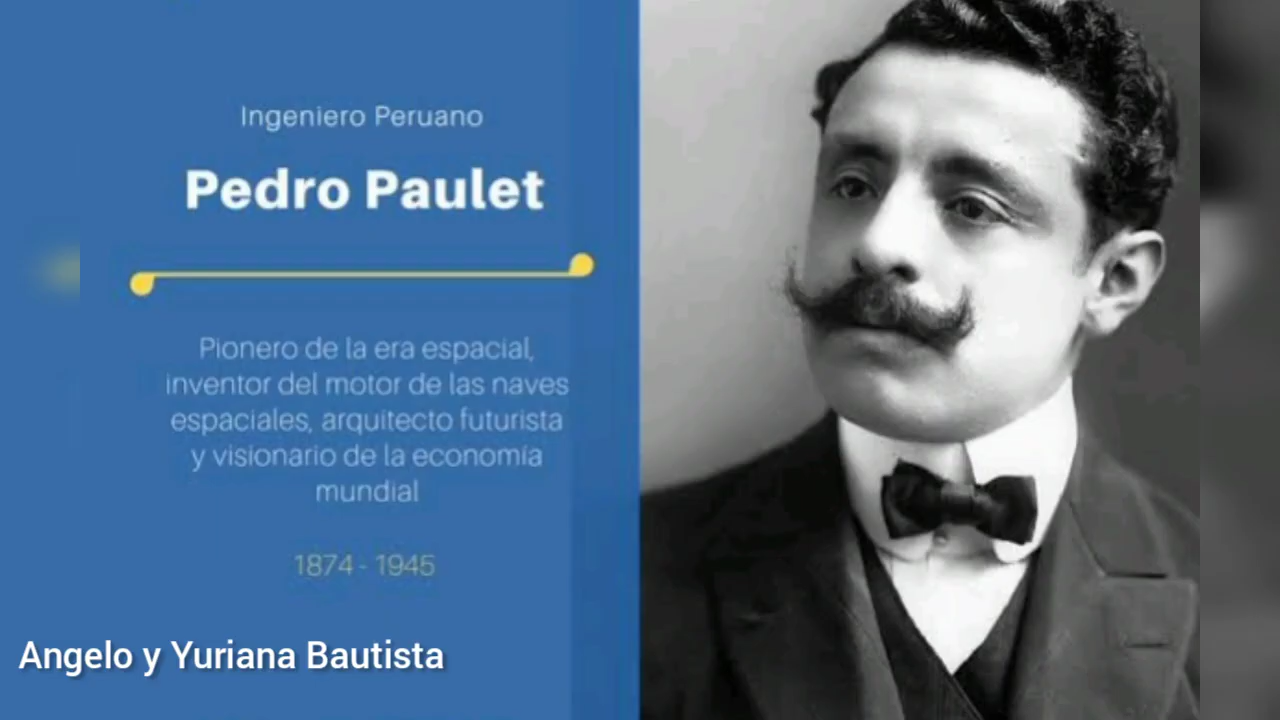 Ingeniero Peruano
Pedro Paulet
Pionero de la era espacial,
inventor del motor de las naves
espaciales, arquitecto futurista
y visionario de la economía
mundial
1874 - 1945
Angelo y Yuriana Bautista